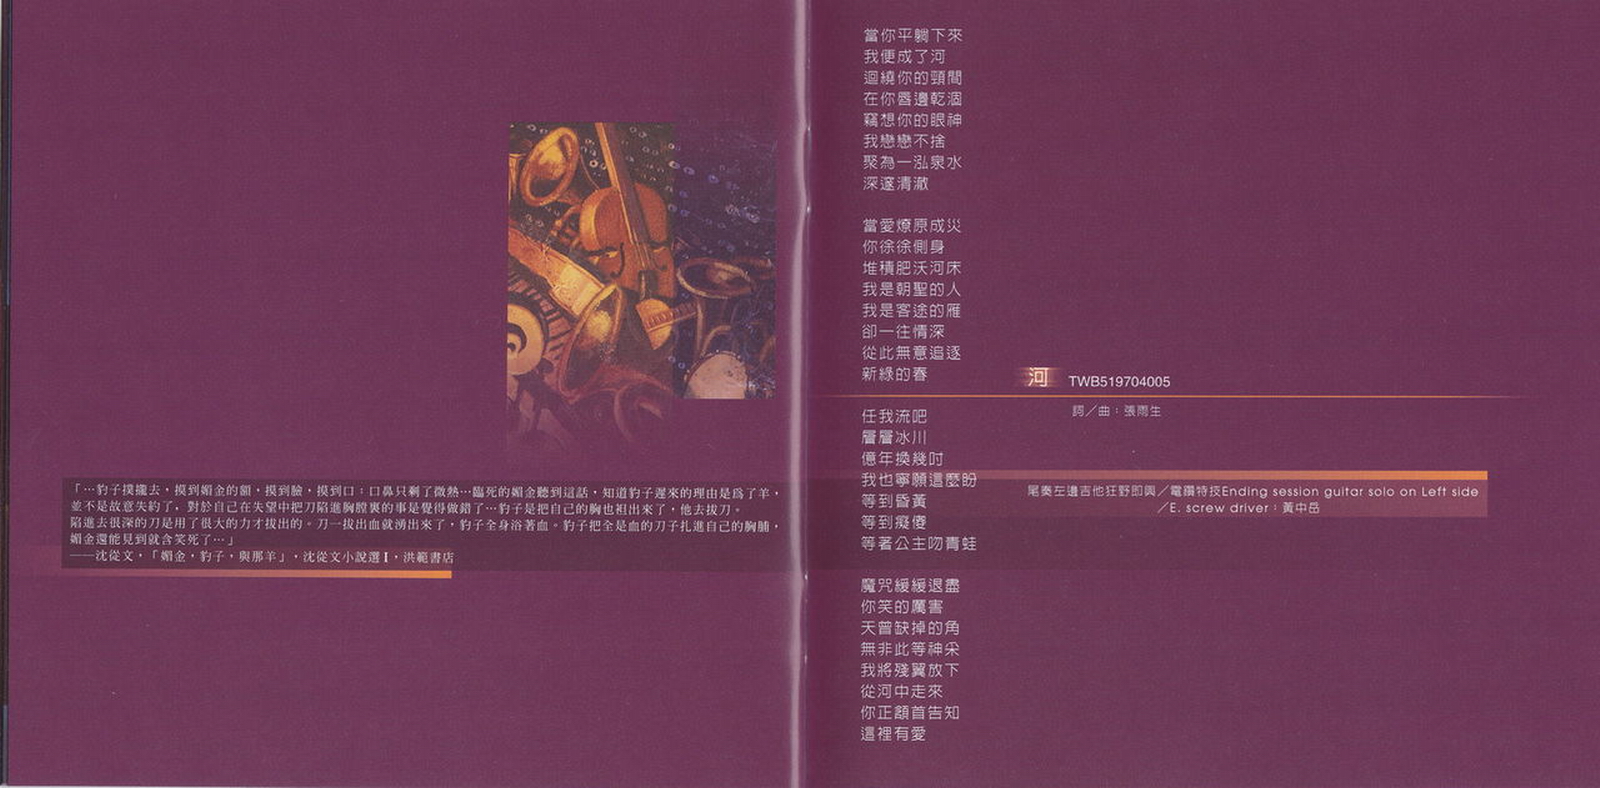 「…豹子撲攏去，摸到媚金的額，摸到臉，摸到口；口鼻只剩了微熱…臨死的媚金聽到這話，知道豹子遲來的理由是爲了羊，
並不是故意失約了，對於自己在失望中把刀陷進胸膛裏的事是覺得做錯了…豹子是把自己的胸也袒出來了，他去拔刀。
陷進去很深的刀是用了很大的力才拔出的。刀一拔出血就湧出來了，豹子全身浴著血。豹子把全是血的刀子扎進自己的胸脯，
媚金還能見到就含笑死了…」
──沈從文，「媚金，豹子，與那羊」，沈從文小說選 I，洪範書店
當你平躺下來
我便成了河
迴繞你的頸間
在你唇邊乾涸
竊想你的眼神
我戀戀不捨
聚為一泓泉水
深邃清澈
當愛燎原成災
你徐徐側身
堆積肥沃河床
我是朝聖的人
我是客途的雁
卻一往情深
從此無意追逐
新綠的春
任我流吧
層層冰川
億年換幾吋
我也寧願這麼盼
等到昏黃
等到癡傻
等著公主吻青蛙
魔咒緩緩退盡
你笑的厲害
天曾缺掉的角
無非此等神采
我將殘翼放下
從河中走來
你正頷首告知
這裡有愛
河 TWB519704005
詞／曲：張雨生
尾奏左邊吉他狂野即興／電鑽特技Ending session guitar solo on Left side
／E. screw driver：黃中岳